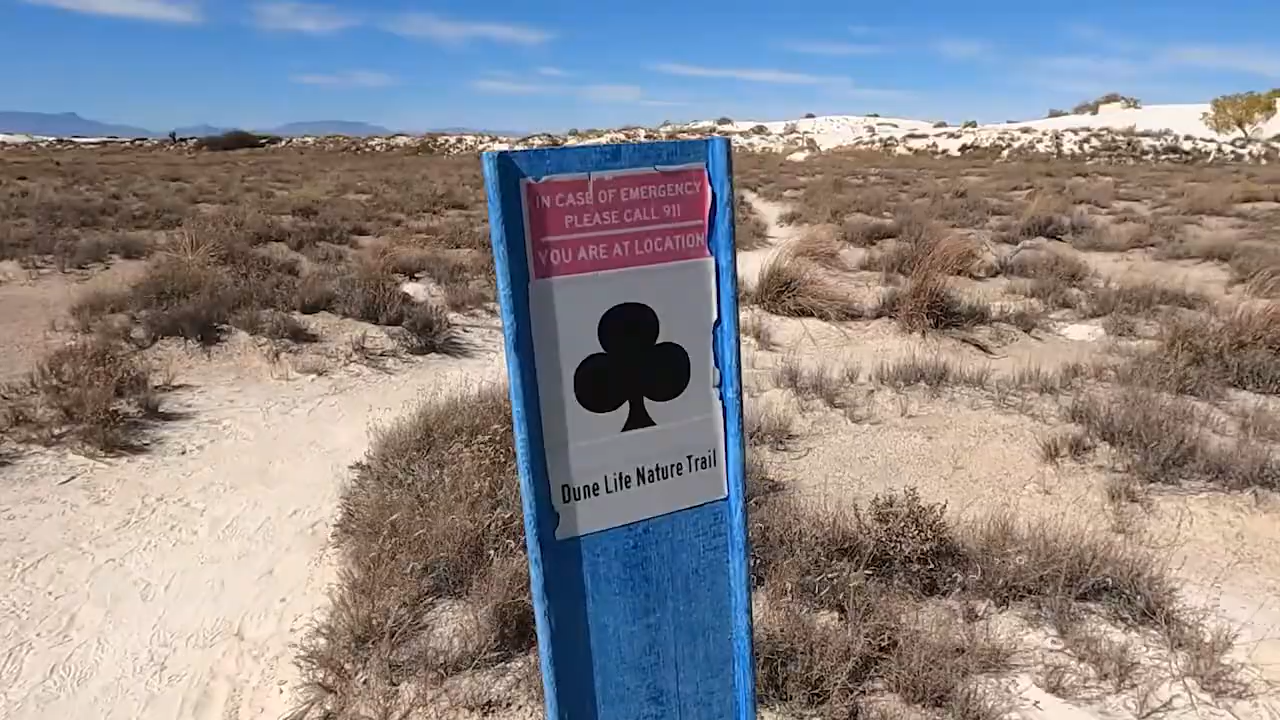 IN CASE OF EMERGENCY
PLEASE CALL 911
YOU ARE AT LOCATION
Dune Life Nature Trail